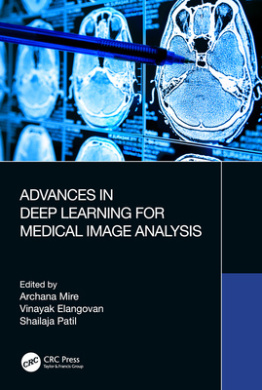 ADVANCES IN
DEEP LEARNING FOR
MEDICAL IMAGE ANALYSIS
Edited by
Archana Mire
Vinayak Elangovan
Shailaja Patil
CRC
CRC Press
Taylor & Francis Group